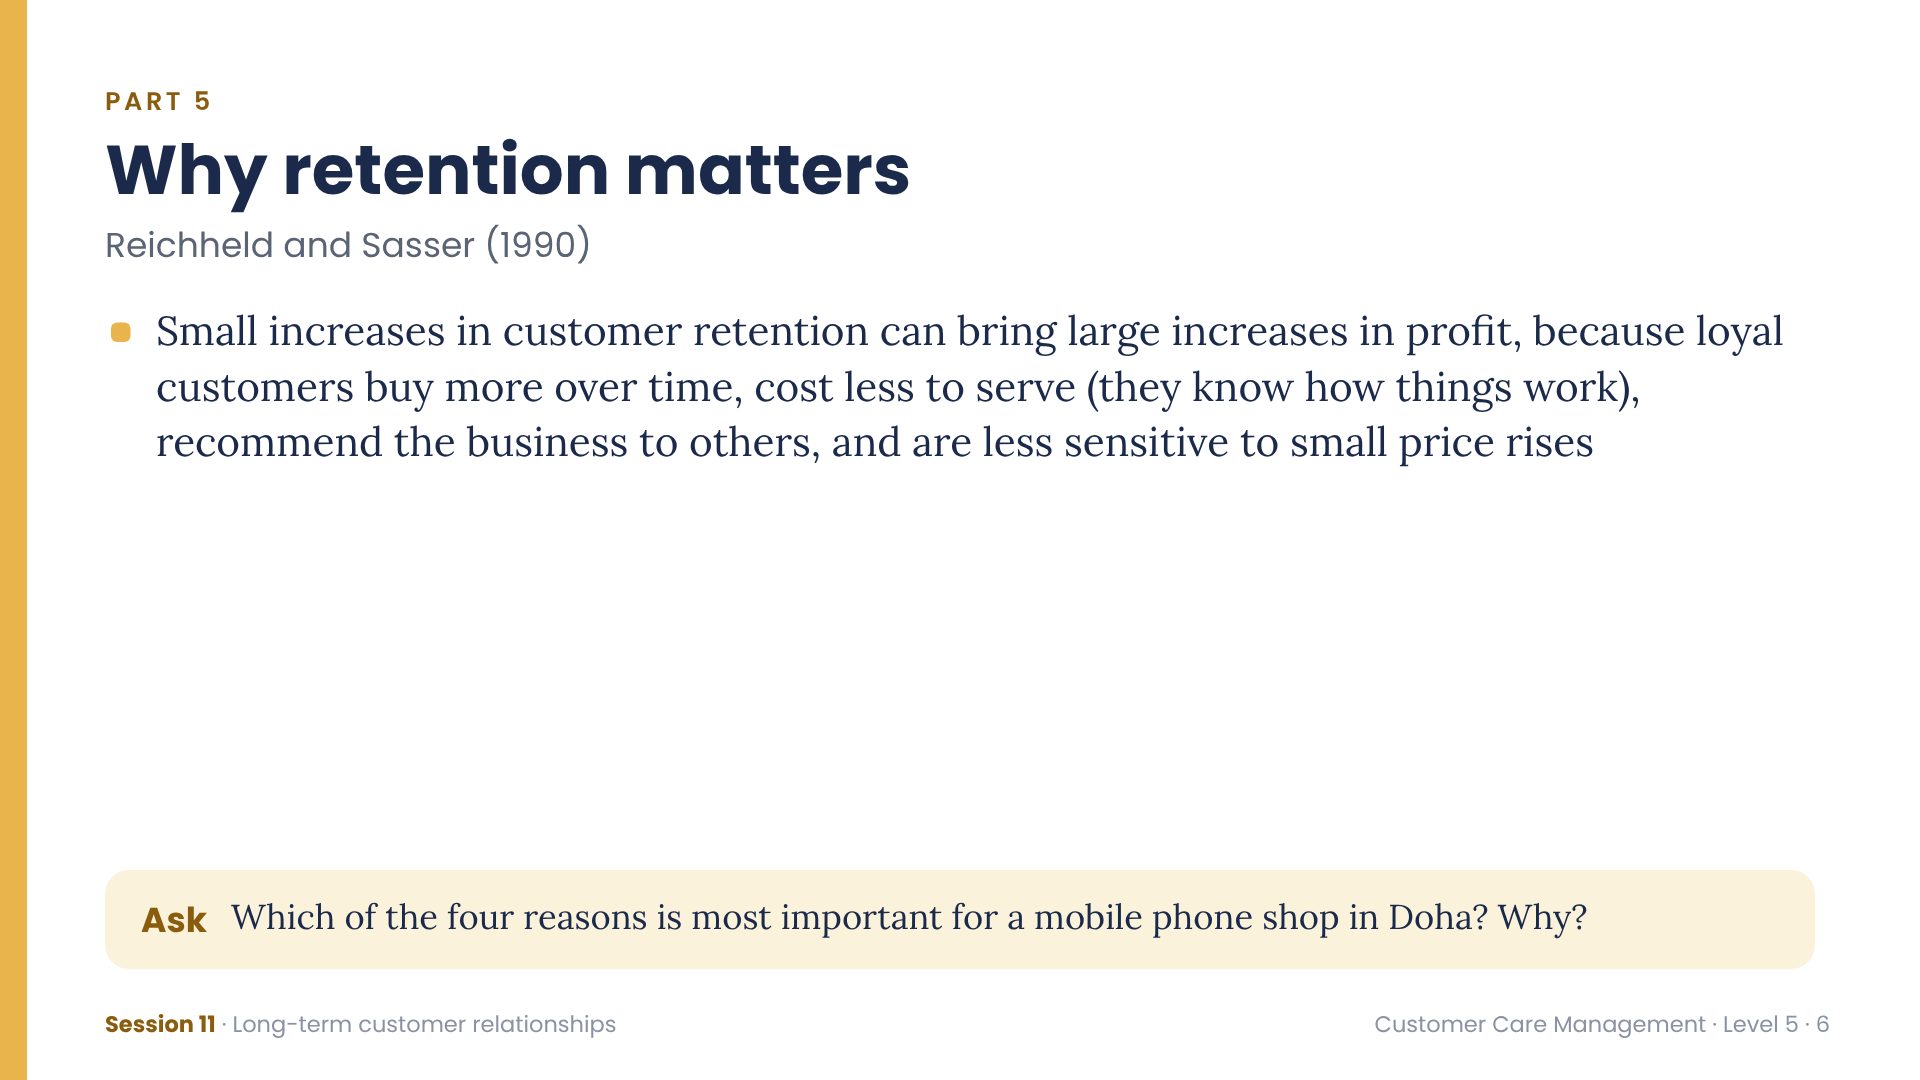 PART 5
Why retention matters
Reichheld and Sasser (1990)
Small increases in customer retention can bring large increases in profit, because loyal
customers buy more over time, cost less to serve (they know how things work),
recommend the business to others, and are less sensitive to small price rises
Ask Which of the four reasons is most important for a mobile phone shop in Doha? Why?
Session 11 · Long-term customer relationships
Customer Care Management · Level 5 · 6